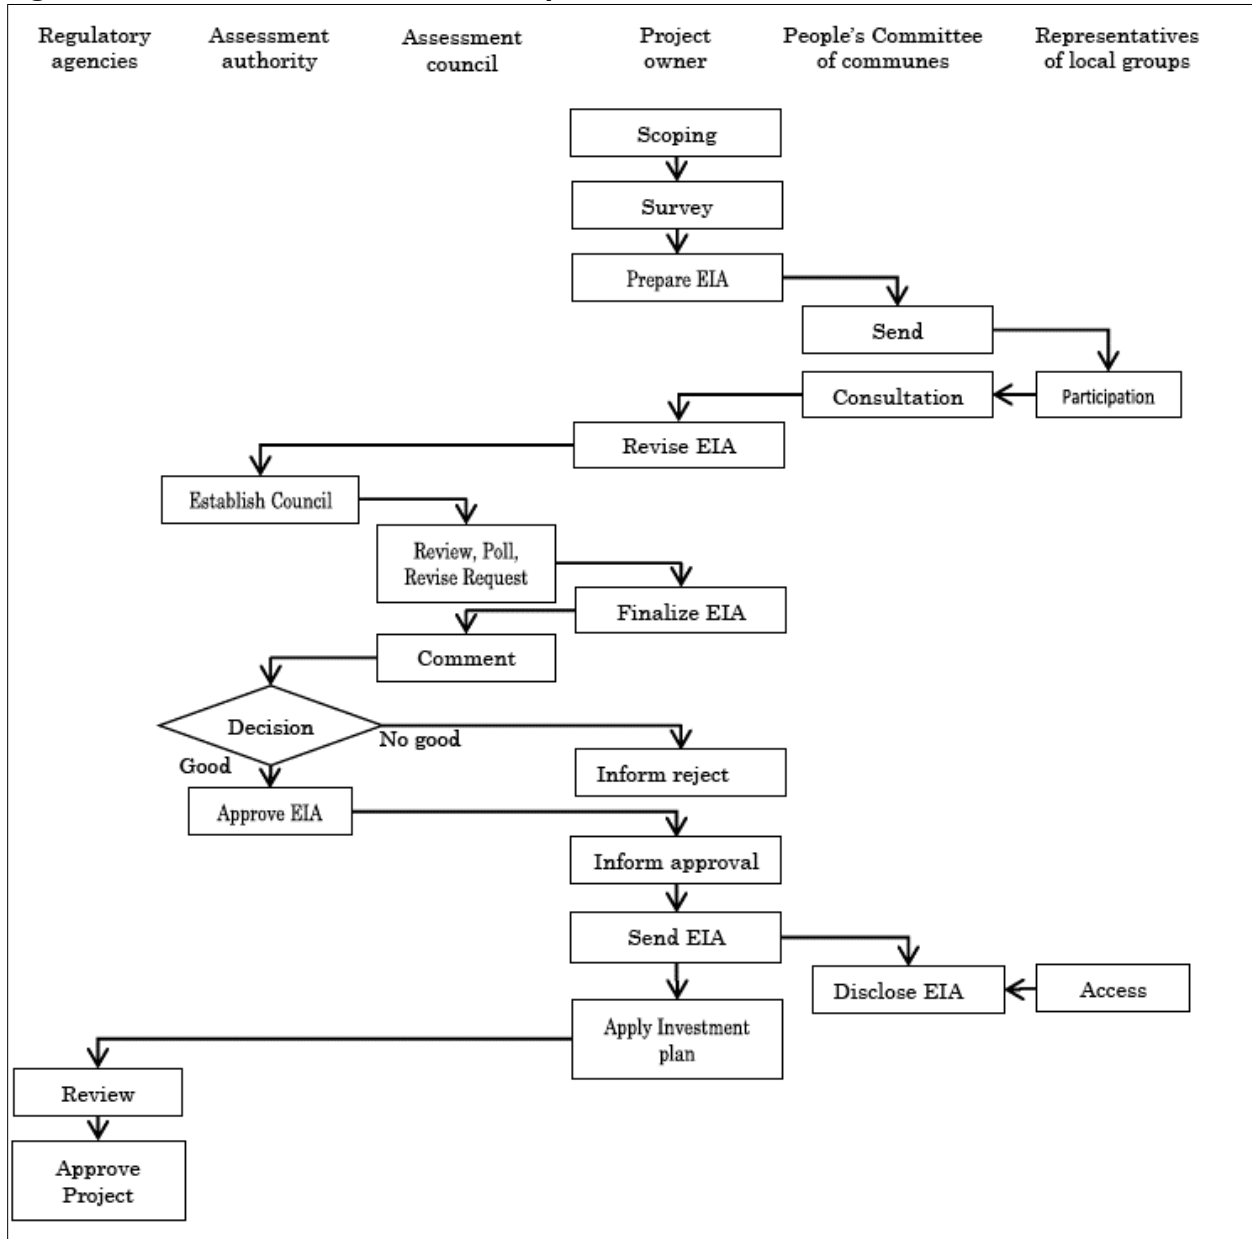 Regulatory
agencies
Assessment
authority
Assessment
council
Project
owner
People's Committee
of communes
Representatives
of local groups
Scoping
Survey
Prepare EIA
Send
Participation
Consultation
Revise EIA
Establish Council
Review, Poll,
Revise Request
Finalize EIA
Comment
Decision
No good
Good
Inform reject
Approve EIA
Inform approval
Send EIA
Disclose EIA
Access
Apply Investment
plan
Review
Approve
Project